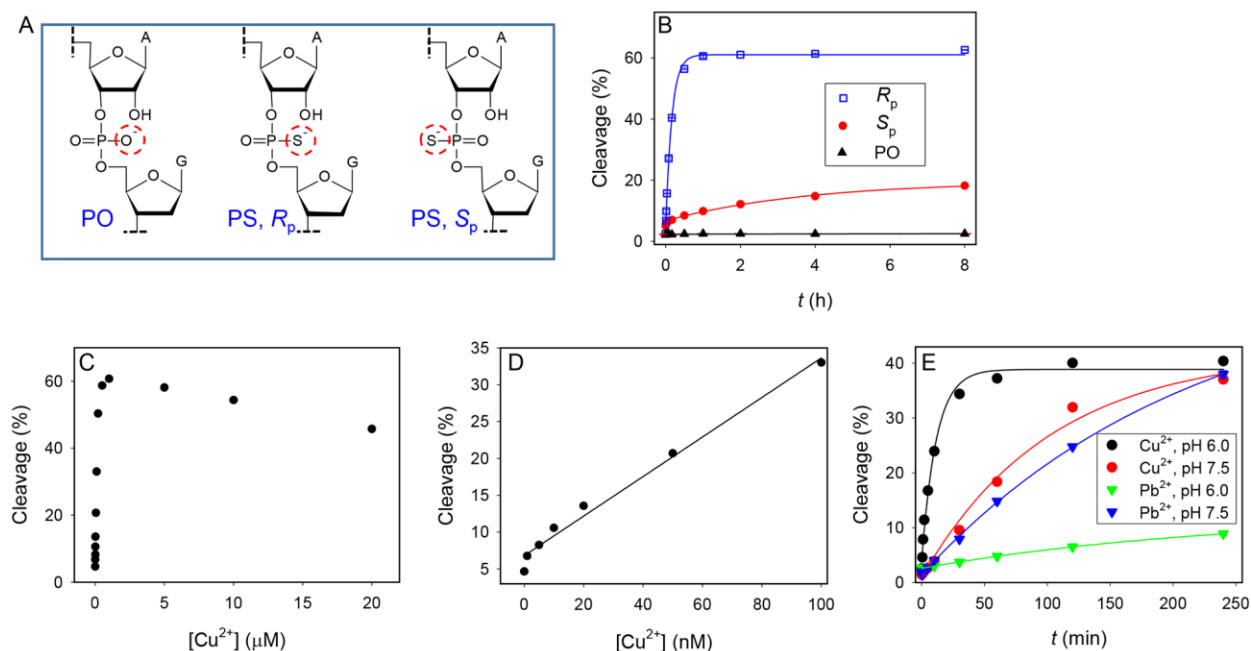 A
A
A
A
O
O
O
O
OH
O
OH
O
OH
O=P-O-
O=P-S-
S-P=O
O
O
O
G
G
G
O
O
O
PO
PS, Rp
PS, Sp
B
Cleavage (%)
60
40
20
0
Rp
Sp
PO
0 2 4 6 8
t (h)
C
Cleavage (%)
60
40
20
0
0 5 10 15 20
[Cu2+] (μM)
D
Cleavage (%)
35
30
25
20
15
10
5
0 20 40 60 80 100
[Cu2+] (nM)
E
Cleavage (%)
40
30
20
10
0
Cu2+, pH 6.0
Cu2+, pH 7.5
Pb2+, pH 6.0
Pb2+, pH 7.5
0 50 100 150 200 250
t (min)